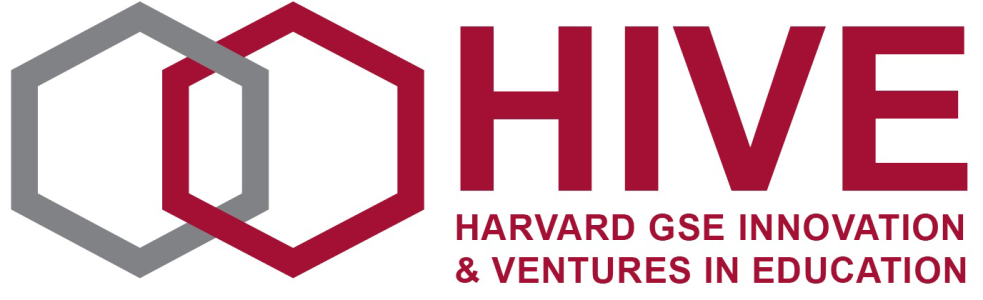 HIVE
HARVARD GSE INNOVATION
& VENTURES IN EDUCATION